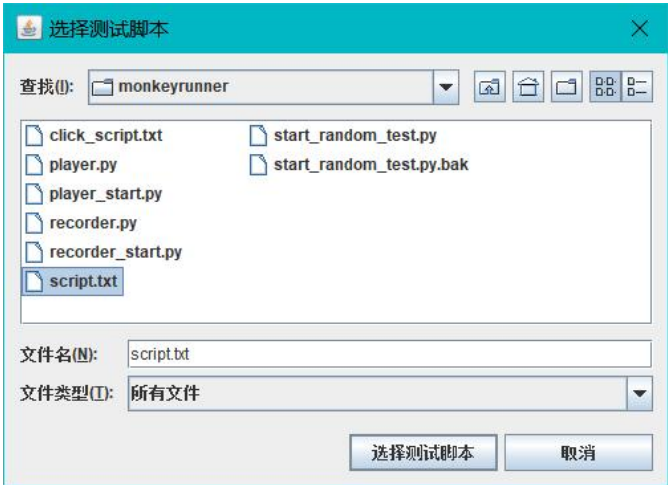 选择测试脚本
查找(I): monkeyrunner
click_script.txt
player.py
player_start.py
recorder.py
recorder_start.py
script.txt
start_random_test.py
start_random_test.py.bak
文件名(N): script.txt
文件类型(T): 所有文件
选择测试脚本 取消